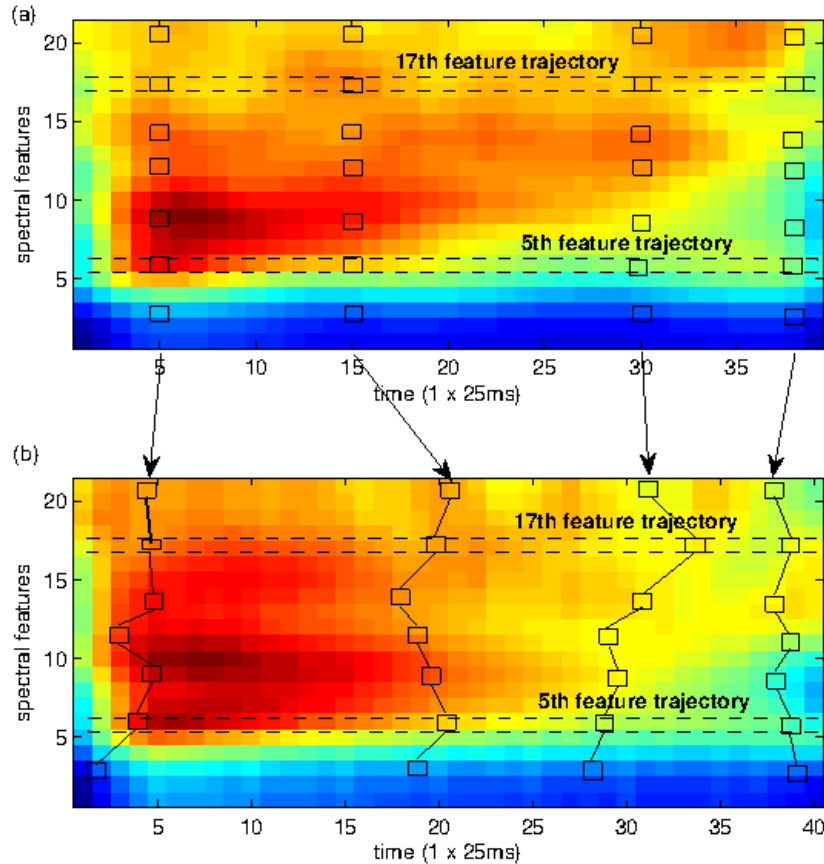 (a)
20
15
10
5
spectral features
17th feature trajectory
5th feature trajectory
5 10 15 20 25 30 35
time (1 x 25ms)
(b)
20
15
10
5
spectral features
17th feature trajectory
5th feature trajectory
5 10 15 20 25 30 35 40
time (1 x 25ms)